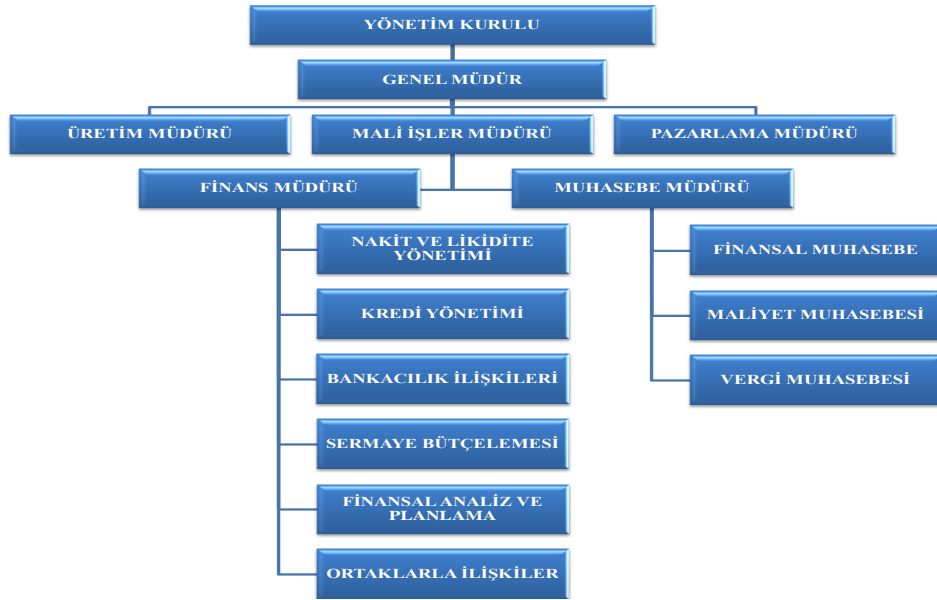 YÖNETİM KURULU
GENEL MÜDÜR
ÜRETİM MÜDÜRÜ
MALİ İŞLER MÜDÜRÜ
PAZARLAMA MÜDÜRÜ
FİNANS MÜDÜRÜ
MUHASEBE MÜDÜRÜ
NAKİT VE LİKİDİTE
YÖNETİMİ
KREDİ YÖNETİMİ
BANKACILIK İLİŞKİLERİ
SERMAYE BÜTÇELEMESİ
FİNANSAL ANALİZ VE
PLANLAMA
ORTAKLARLA İLİŞKİLER
FİNANSAL MUHASEBE
MALİYET MUHASEBESİ
VERGİ MUHASEBESİ